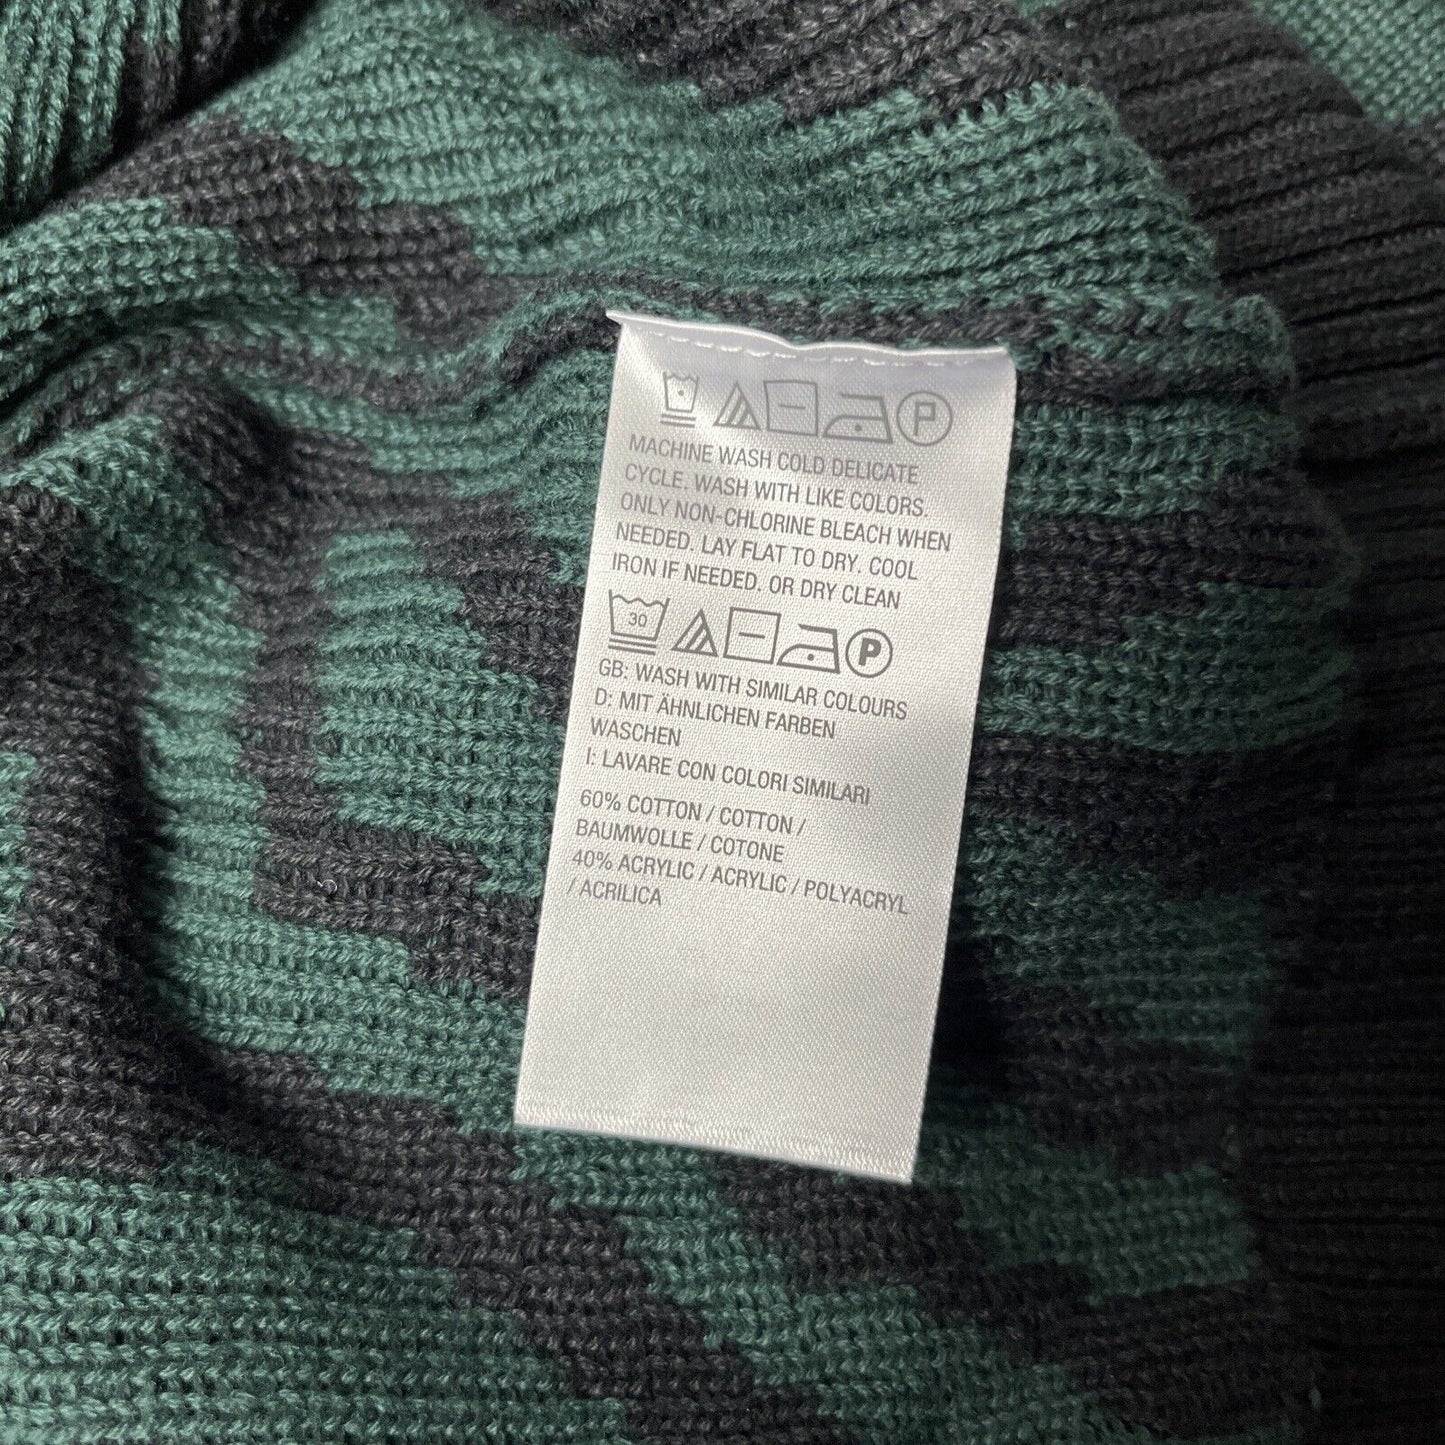 P
MACHINE WASH COLD DELICATE
CYCLE. WASH WITH LIKE COLORS.
ONLY NON-CHLORINE BLEACH WHEN
NEEDED. LAY FLAT TO DRY. COOL
IRON IF NEEDED. OR DRY CLEAN
30 P
GB: WASH WITH SIMILAR COLOURS
D: MIT ÄHNLICHEN FARBEN
WASCHEN
I: LAVARE CON COLORI SIMILARI
60% COTTON / COTTON /
BAUMWOLLE / COTONE
40% ACRYLIC / ACRYLIC / POLYACRYL
/ ACRILICA